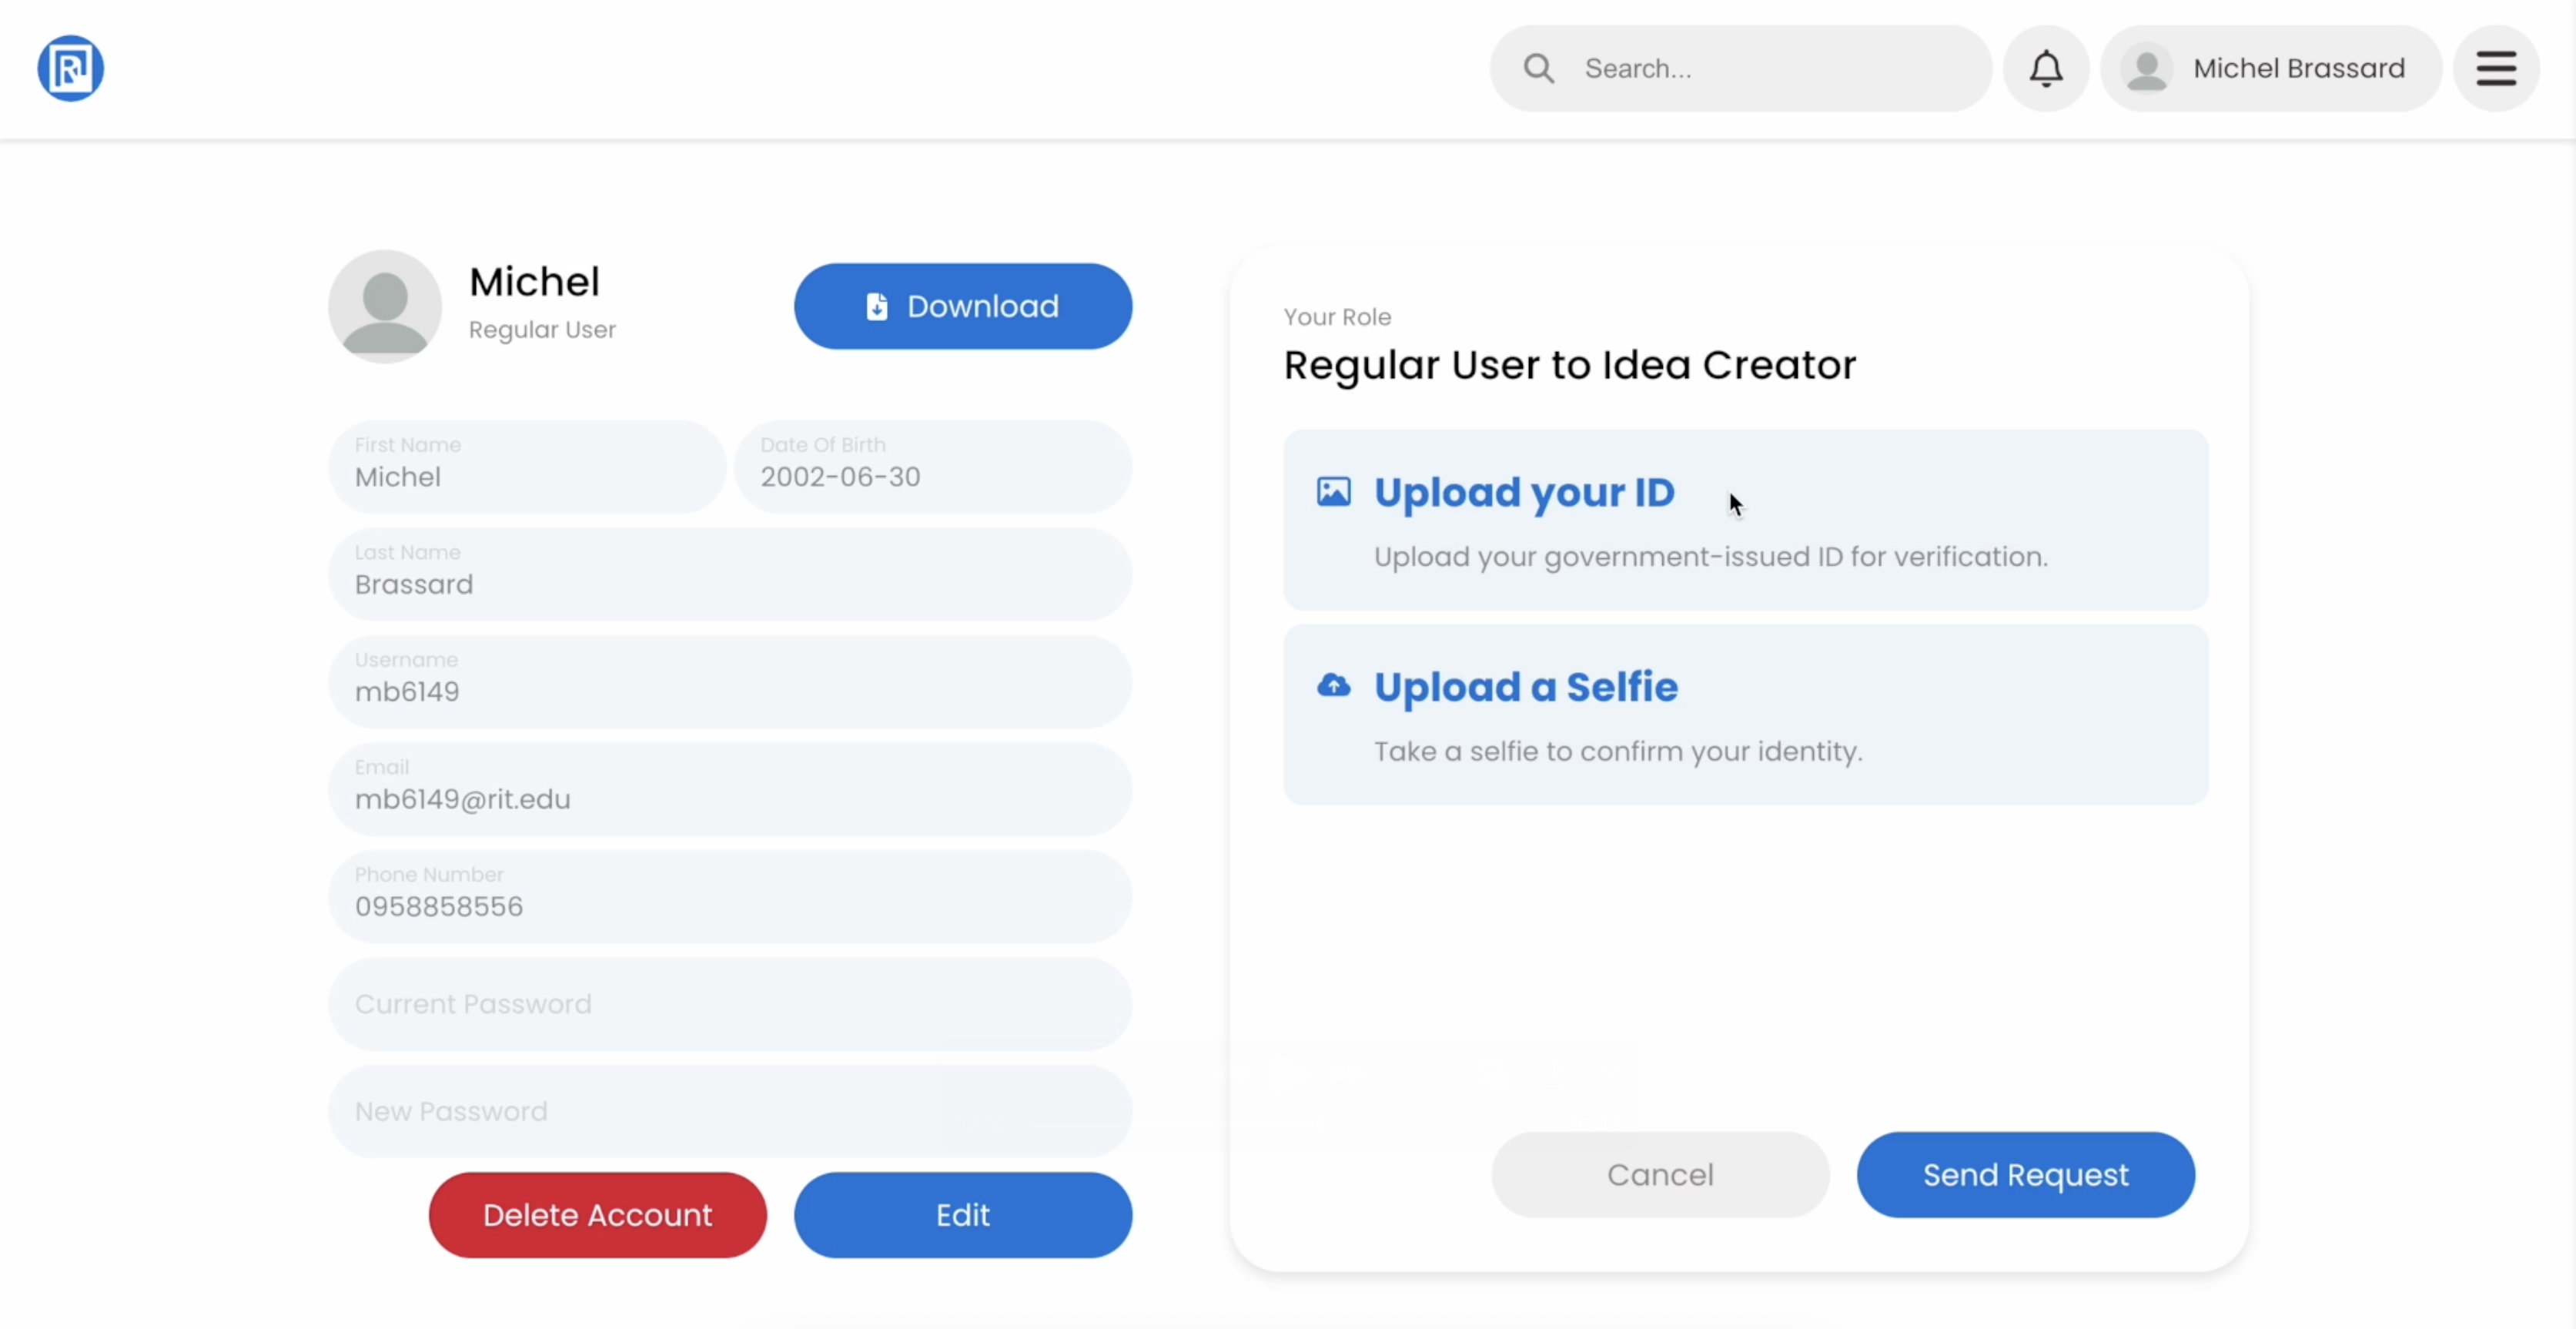 Search...
Michel Brassard
Michel
Regular User
Download
First Name
Michel
Date Of Birth
2002-06-30
Last Name
Brassard
Username
mb6149
Email
mb6149@rit.edu
Phone Number
0958858556
Current Password
New Password
Delete Account
Edit
Your Role
Regular User to Idea Creator
Upload your ID
Upload your government-issued ID for verification.
Upload a Selfie
Take a selfie to confirm your identity.
Cancel
Send Request